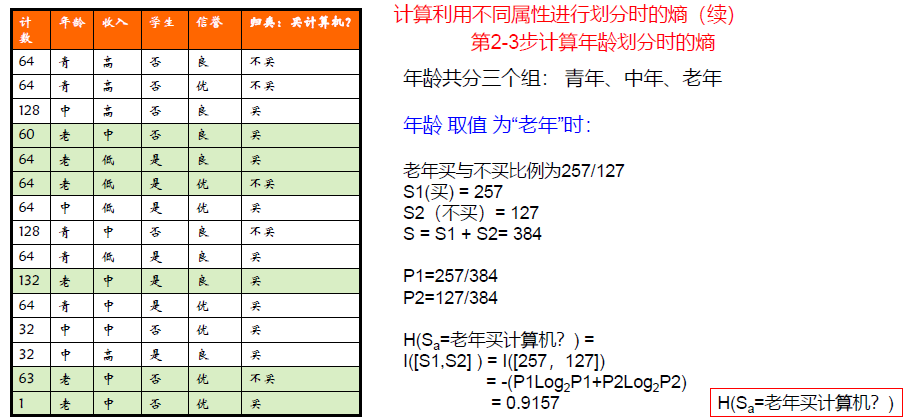 计算利用不同属性进行划分时的熵（续）
第2-3步计算年龄划分时的熵
计数 年龄 收入 学生 信誉 归类：买计算机？
64 青 高 否 良 不买
64 青 高 否 优 不买
128 中 高 否 良 买
60 老 中 否 良 买
64 老 低 是 良 买
64 老 低 是 优 不买
64 中 低 是 优 买
128 青 中 否 良 不买
64 青 低 是 良 买
132 老 中 是 良 买
64 青 中 是 优 买
32 中 中 否 优 买
32 中 高 是 良 买
63 老 中 否 优 不买
1 老 中 否 优 买
年龄共分三个组： 青年、中年、老年
年龄 取值 为“老年”时：
老年买与不买比例为257/127
S1(买) = 257
S2（不买）= 127
S = S1 + S2= 384
P1=257/384
P2=127/384
H(Sa=老年买计算机？) =
I([S1,S2] ) = I([257，127])
= -(P1Log2P1+P2Log2P2)
= 0.9157
H(Sa=老年买计算机？)